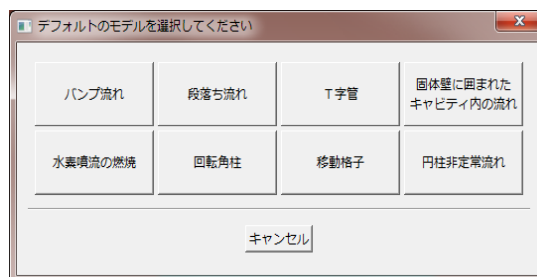 デフォルトのモデルを選択してください
バンプ流れ
段落ち流れ
T字管
固体壁に囲まれた
キャビティ内の流れ
水素噴流の燃焼
回転角柱
移動格子
円柱非定常流れ
キャンセル